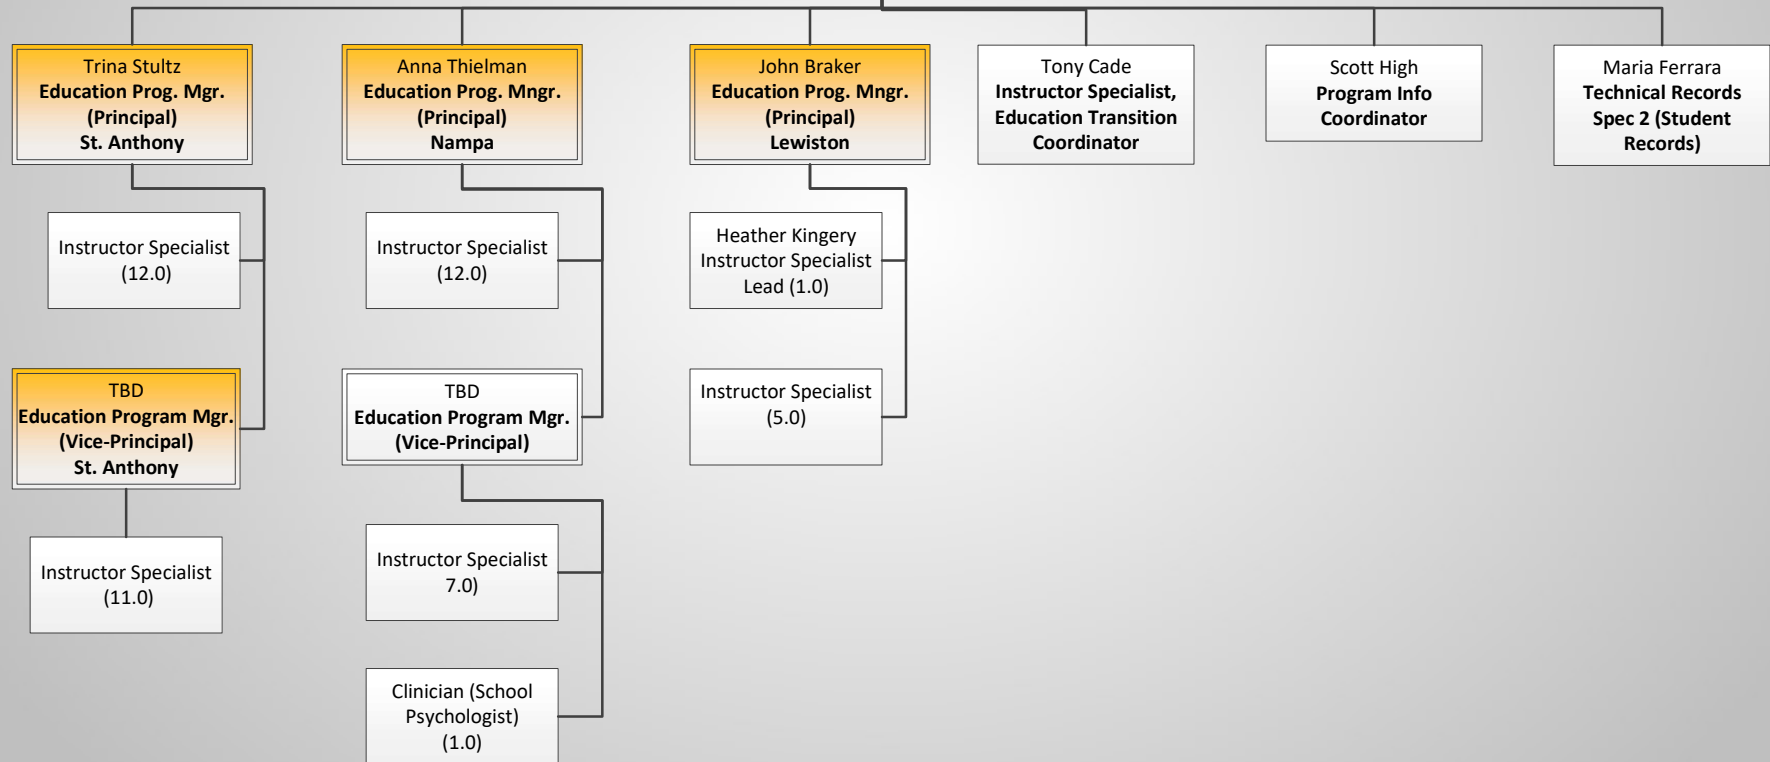 Trina Stultz
Education Prog. Mgr.
(Principal)
St. Anthony
Anna Thielman
Education Prog. Mngr.
(Principal)
Nampa
John Braker
Education Prog. Mngr.
(Principal)
Lewiston
Tony Cade
Instructor Specialist,
Education Transition
Coordinator
Scott High
Program Info
Coordinator
Maria Ferrara
Technical Records
Spec 2 (Student
Records)
Instructor Specialist
(12.0)
Instructor Specialist
(12.0)
Heather Kingery
Instructor Specialist
Lead (1.0)
TBD
Education Program Mgr.
(Vice-Principal)
St. Anthony
TBD
Education Program Mgr.
(Vice-Principal)
Instructor Specialist
(5.0)
Instructor Specialist
(11.0)
Instructor Specialist
7.0)
Clinician (School
Psychologist)
(1.0)